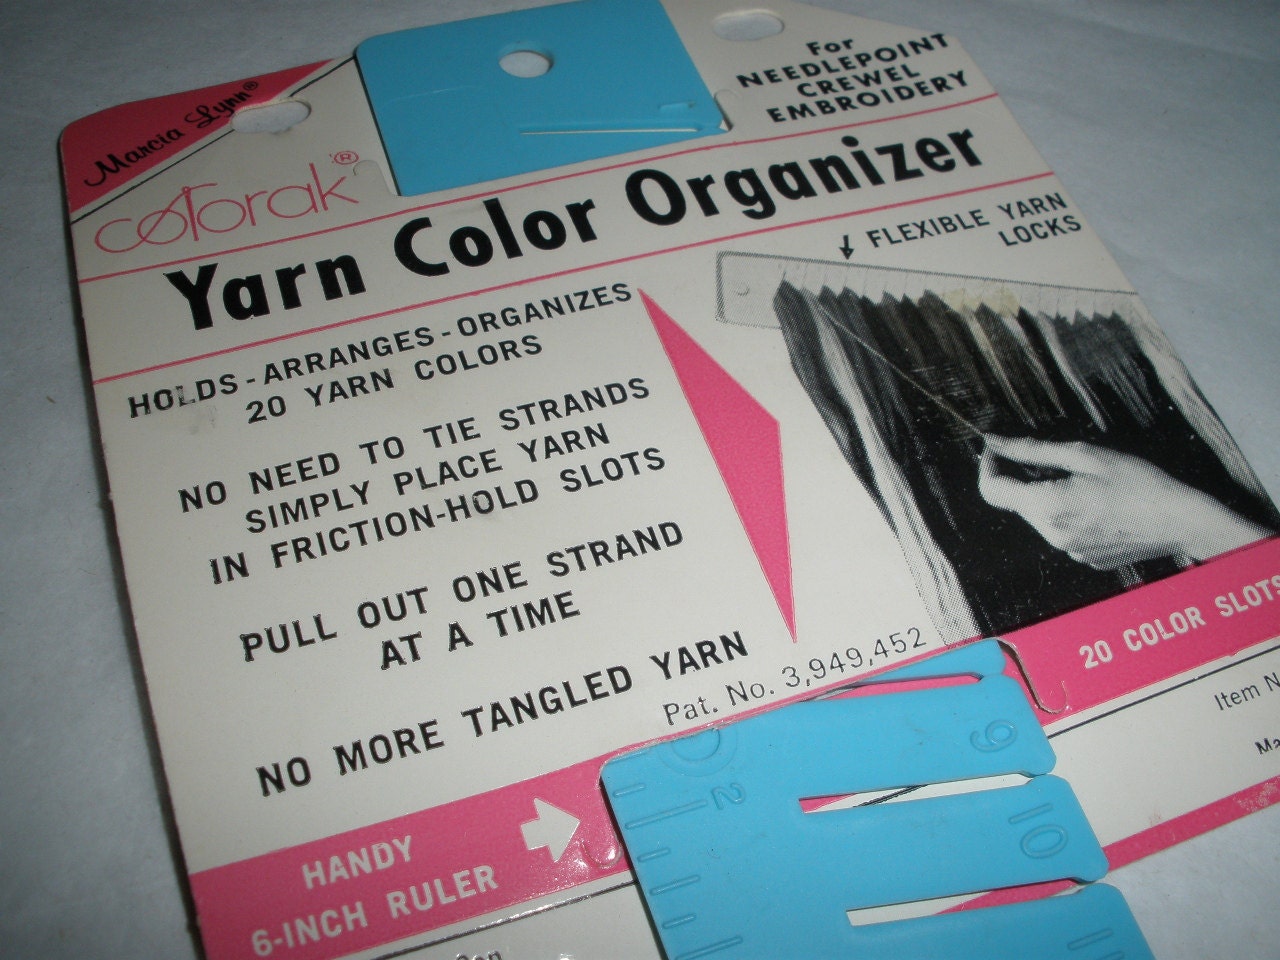 Marcia Lynn®
colorak®
For
NEEDLEPOINT
CREWEL
EMBROIDERY
Yarn Color Organizer
FLEXIBLE YARN
LOCKS
HOLDS-ARRANGES-ORGANIZES
20 YARN COLORS
NO NEED TO TIE STRANDS
SIMPLY PLACE YARN
IN FRICTION-HOLD SLOTS
PULL OUT ONE STRAND
AT A TIME
NO MORE TANGLED YARN
Pat. No. 3,949,452
20 COLOR SLOTS
Item
HANDY
6-INCH RULER
2
9
10